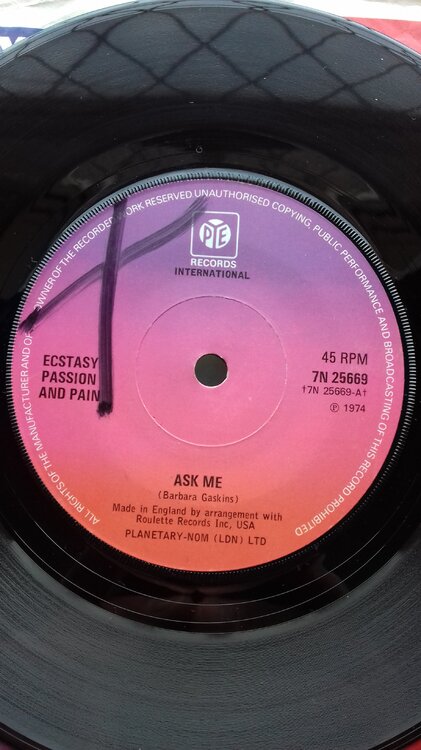 ALL RIGHTS OF THE MANUFACTURER AND OF OWNER OF THE RECORDED WORK RESERVED UNAUTHORISED COPYING, PUBLIC PERFORMANCE AND BROADCASTING OF THIS RECORD PROHIBITED
PYE
RECORDS
INTERNATIONAL
ECSTASY
PASSION
AND PAIN
45 RPM
7N 25669
†7N 25669-A†
℗ 1974
ASK ME
(Barbara Gaskins)
Made in England by arrangement with
Roulette Records Inc, USA
PLANETARY-NOM (LDN) LTD